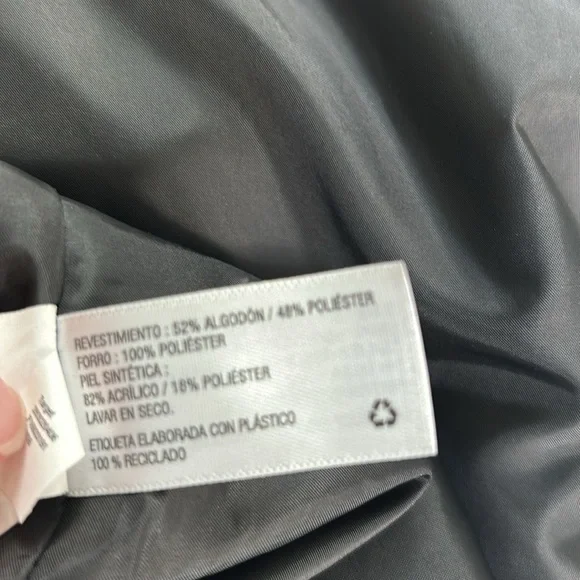 REVESTIMIENTO : 52% ALGODÓN / 48% POLIÉSTER
FORRO : 100% POLIÉSTER
PIEL SINTÉTICA :
82% ACRÍLICO / 18% POLIÉSTER
LAVAR EN SECO.
ETIQUETA ELABORADA CON PLÁSTICO
100 % RECICLADO
Target